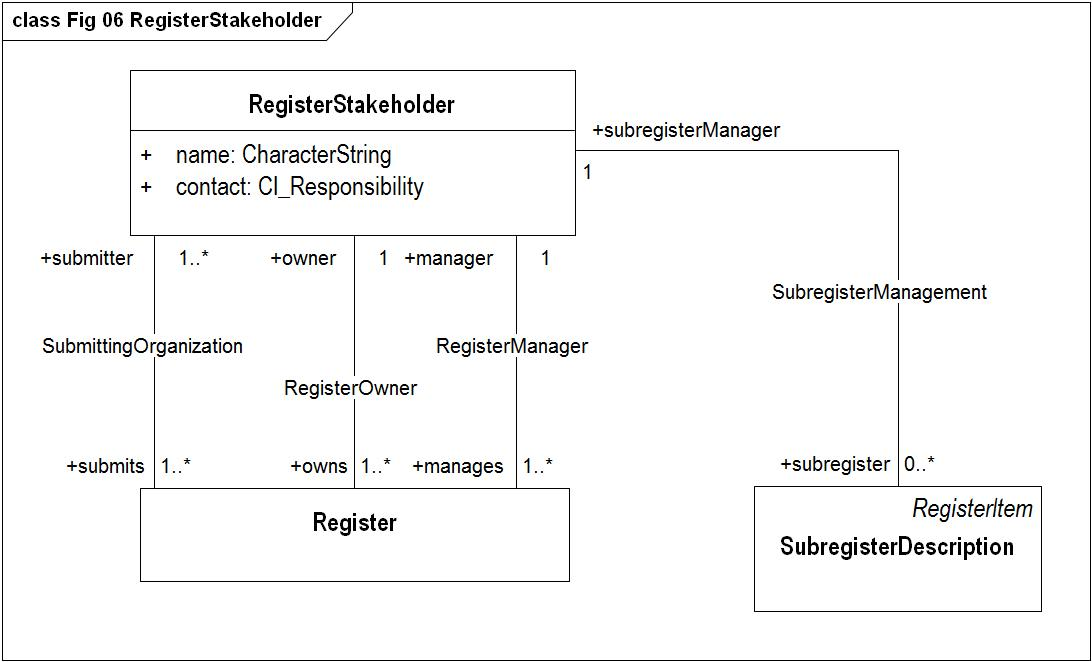 class Fig 06 RegisterStakeholder
RegisterStakeholder
+ name: CharacterString
+ contact: CI_Responsibility
+subregisterManager
1
+submitter 1..* +owner 1 +manager 1
SubregisterManagement
SubmittingOrganization RegisterManager
RegisterOwner
+submits 1..* +owns 1..* +manages 1..* +subregister 0..*
Register
RegisterItem
SubregisterDescription